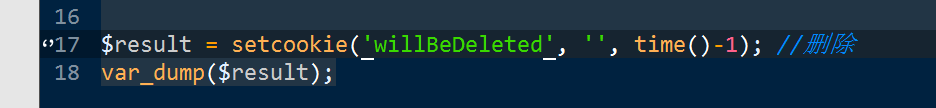 16
17 $result = setcookie('willBeDeleted', '', time()-1); //删除
18 var_dump($result);